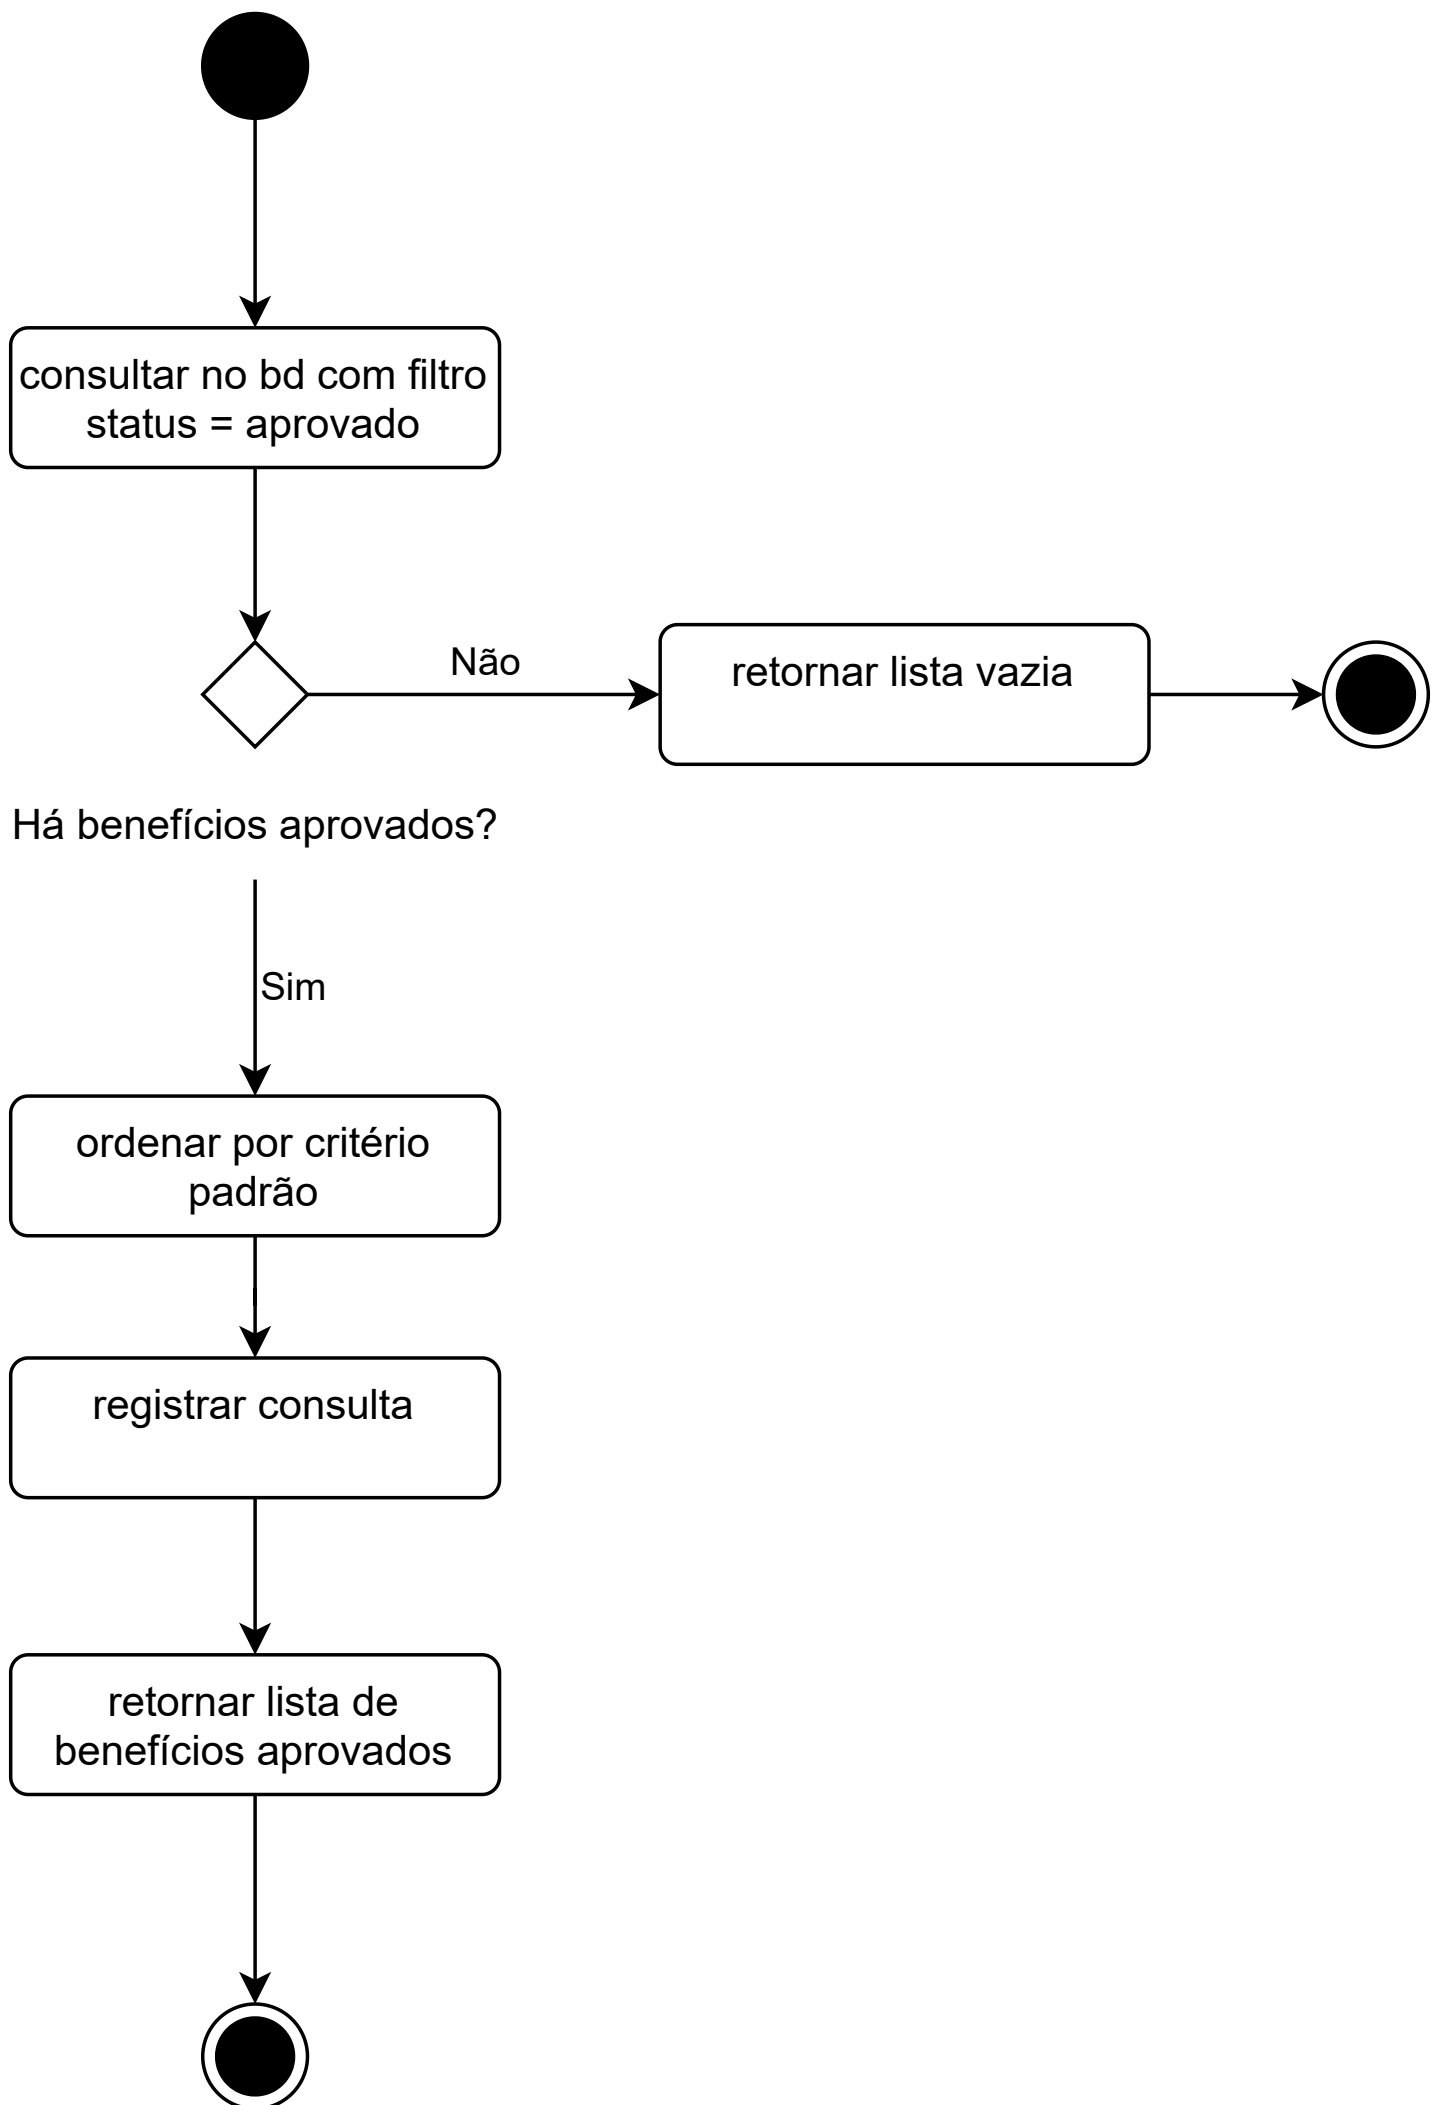 consultar no bd com filtro
status = aprovado
Não
retornar lista vazia
Há benefícios aprovados?
Sim
ordenar por critério
padrão
registrar consulta
retornar lista de
benefícios aprovados